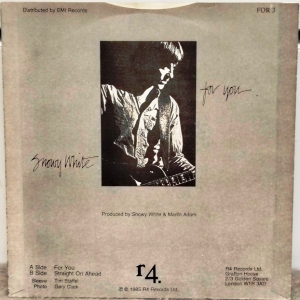 Distributed by EMI Records
FOR 3
for you.
Snowy White
Produced by Snowy White & Martin Adam
A Side For You
B Side Straight On Ahead
Sleeve Tim Staffell
Photo Gary Clark
r4.
℗ © 1985 R4 Records Ltd.
R4 Records Ltd.
Grafton House
2/3 Golden Square
London W1R 3AD